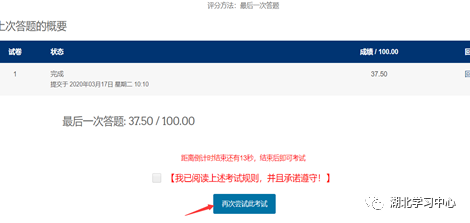 评分方法：最后一次答题
上次答题的概要
试卷 状态 成绩 / 100.00 回
1 完成 37.50 回
提交于 2020年03月17日 星期二 10:10
最后一次答题: 37.50 / 100.00
距离倒计时结束还有13秒，结束后即可考试
【我已阅读上述考试规则，并且承诺遵守！】
再次尝试此考试
湖北学习中心